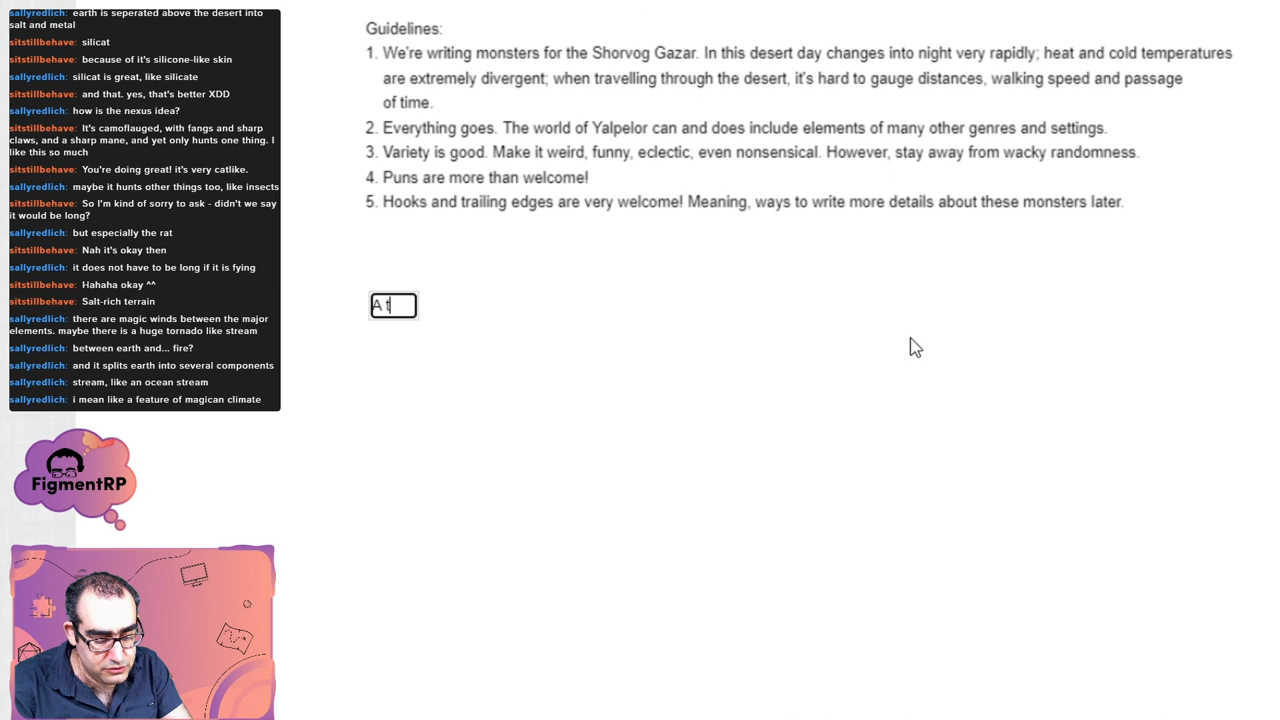 sallyredlich: earth is seperated above the desert into
salt and metal
sitstillbehave: silicat
sitstillbehave: because of it's silicone-like skin
sallyredlich: silicat is great, like silicate
sitstillbehave: and that. yes, that's better XDD
sallyredlich: how is the nexus idea?
sitstillbehave: It's camoflauged, with fangs and sharp
claws, and a sharp mane, and yet only hunts one thing. I
like this so much
sitstillbehave: You're doing great! it's very catlike.
sallyredlich: maybe it hunts other things too, like insects
sitstillbehave: So I'm kind of sorry to ask - didn't we say
it would be long?
sallyredlich: but especially the rat
sitstillbehave: Nah it's okay then
sallyredlich: it does not have to be long if it is fying
sitstillbehave: Hahaha okay ^^
sitstillbehave: Salt-rich terrain
sallyredlich: there are magic winds between the major
elements. maybe there is a huge tornado like stream
sallyredlich: between earth and... fire?
sallyredlich: and it splits earth into several components
sallyredlich: stream, like an ocean stream
sallyredlich: i mean like a feature of magican climate
FigmentRP
Guidelines:
1. We're writing monsters for the Shorvog Gazar. In this desert day changes into night very rapidly; heat and cold temperatures
are extremely divergent; when travelling through the desert, it's hard to gauge distances, walking speed and passage
of time.
2. Everything goes. The world of Yalpelor can and does include elements of many other genres and settings.
3. Variety is good. Make it weird, funny, eclectic, even nonsensical. However, stay away from wacky randomness.
4. Puns are more than welcome!
5. Hooks and trailing edges are very welcome! Meaning, ways to write more details about these monsters later.
A t